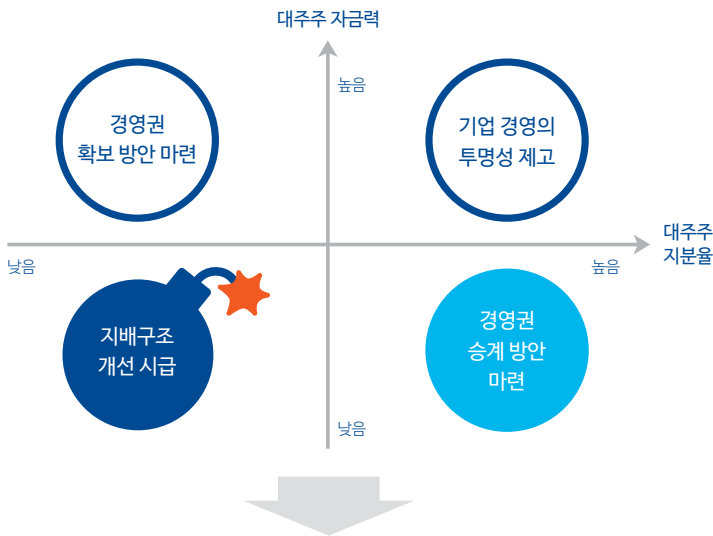 대주주 자금력
높음
경영권
확보 방안 마련
기업 경영의
투명성 제고
대주주
지분율
낮음
높음
지배구조
개선 시급
경영권
승계 방안
마련
낮음